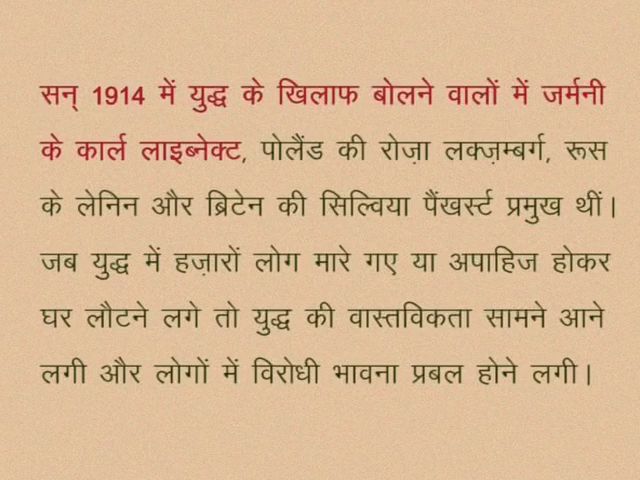 सन् 1914 में युद्ध के खिलाफ बोलने वालों में जर्मनी
के कार्ल लाइब्नेक्ट, पोलैंड की रोज़ा लक्ज़म्बर्ग, रूस
के लेनिन और ब्रिटेन की सिल्विया पैंखर्स्ट प्रमुख थीं।
जब युद्ध में हज़ारों लोग मारे गए या अपाहिज होकर
घर लौटने लगे तो युद्ध की वास्तविकता सामने आने
लगी और लोगों में विरोधी भावना प्रबल होने लगी।